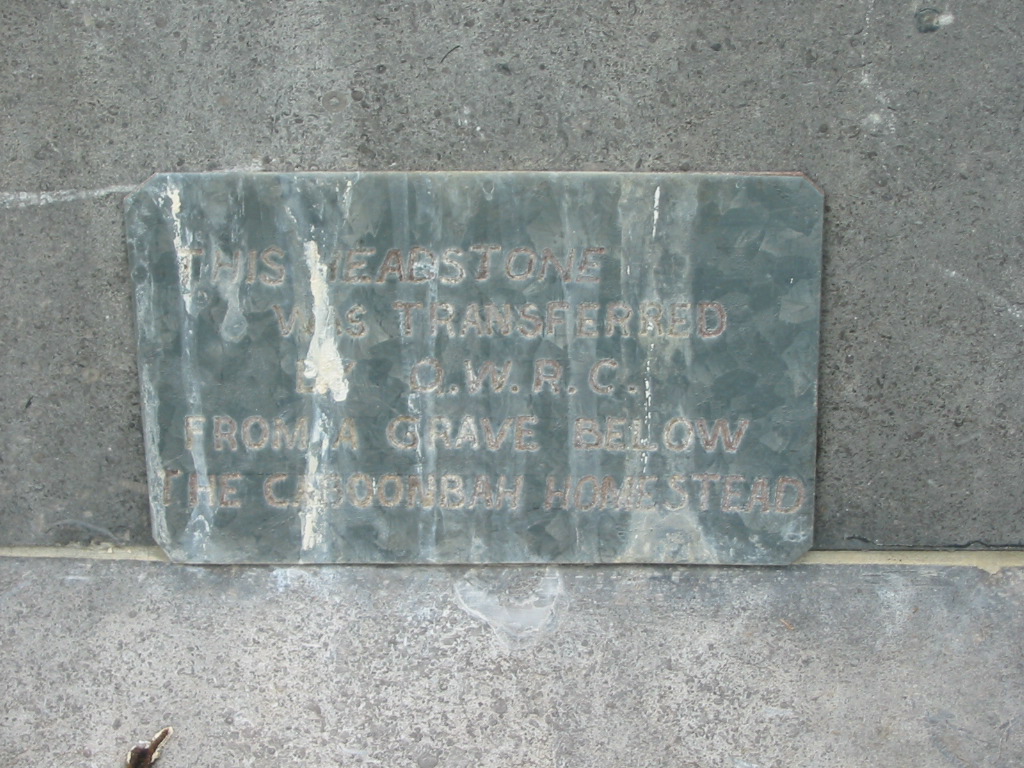 THIS HEADSTONE
WAS TRANSFERRED
BY Q.W.R.C.
FROM A GRAVE BELOW
THE CABOONBAH HOMESTEAD